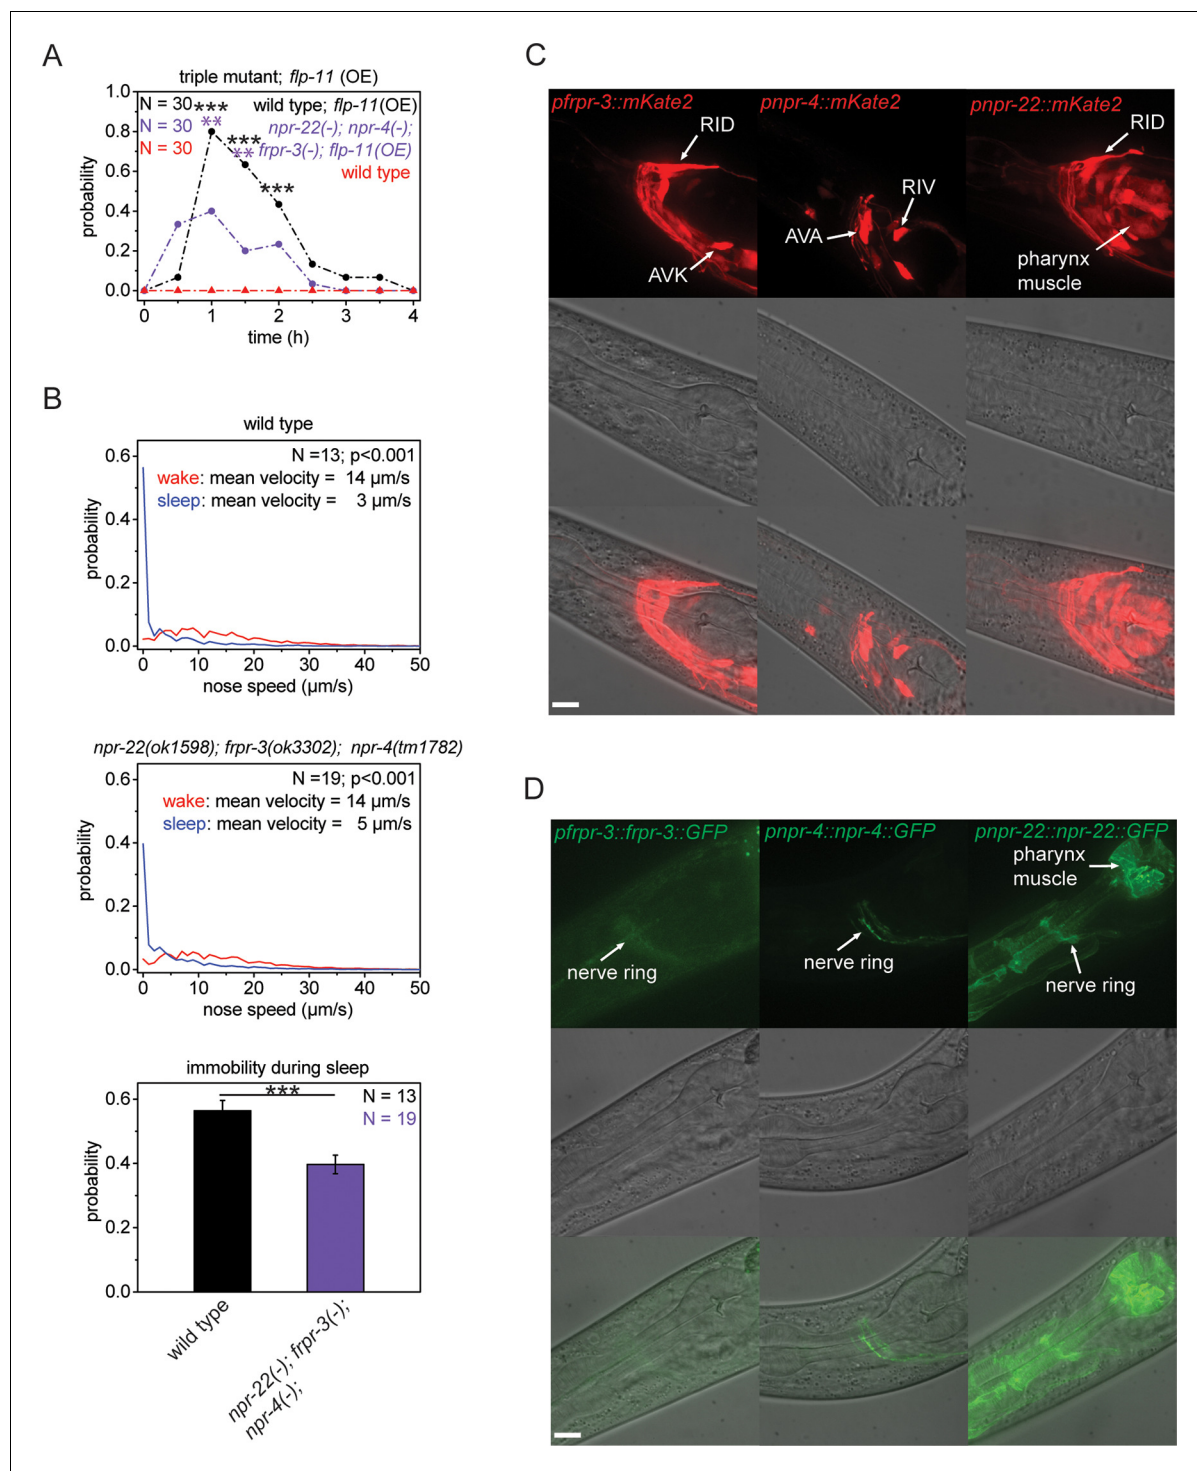 A
triple mutant; flp-11 (OE)
N = 30
N = 30
N = 30
*** wild type; flp-11(OE)
** npr-22(-); npr-4(-);
*** 
** frpr-3(-); flp-11(OE)
wild type
***
1.0
0.8
0.6
0.4
0.2
0.0
probability
0 1 2 3 4
time (h)
B
wild type
N =13; p<0.001
wake: mean velocity = 14 µm/s
sleep: mean velocity = 3 µm/s
0.6
0.4
0.2
0.0
probability
0 10 20 30 40 50
nose speed (µm/s)
npr-22(ok1598); frpr-3(ok3302); npr-4(tm1782)
N =19; p<0.001
wake: mean velocity = 14 µm/s
sleep: mean velocity = 5 µm/s
0.6
0.4
0.2
0.0
probability
0 10 20 30 40 50
nose speed (µm/s)
immobility during sleep
***
N = 13
N = 19
0.6
0.4
0.2
0.0
probability
wild type
npr-22(-); frpr-3(-);
npr-4(-);
C
pfrpr-3::mKate2
RID
AVK
pnpr-4::mKate2
RIV
AVA
pnpr-22::mKate2
RID
pharynx
muscle
D
pfrpr-3::frpr-3::GFP
nerve ring
pnpr-4::npr-4::GFP
nerve ring
pnpr-22::npr-22::GFP
pharynx
muscle
nerve ring